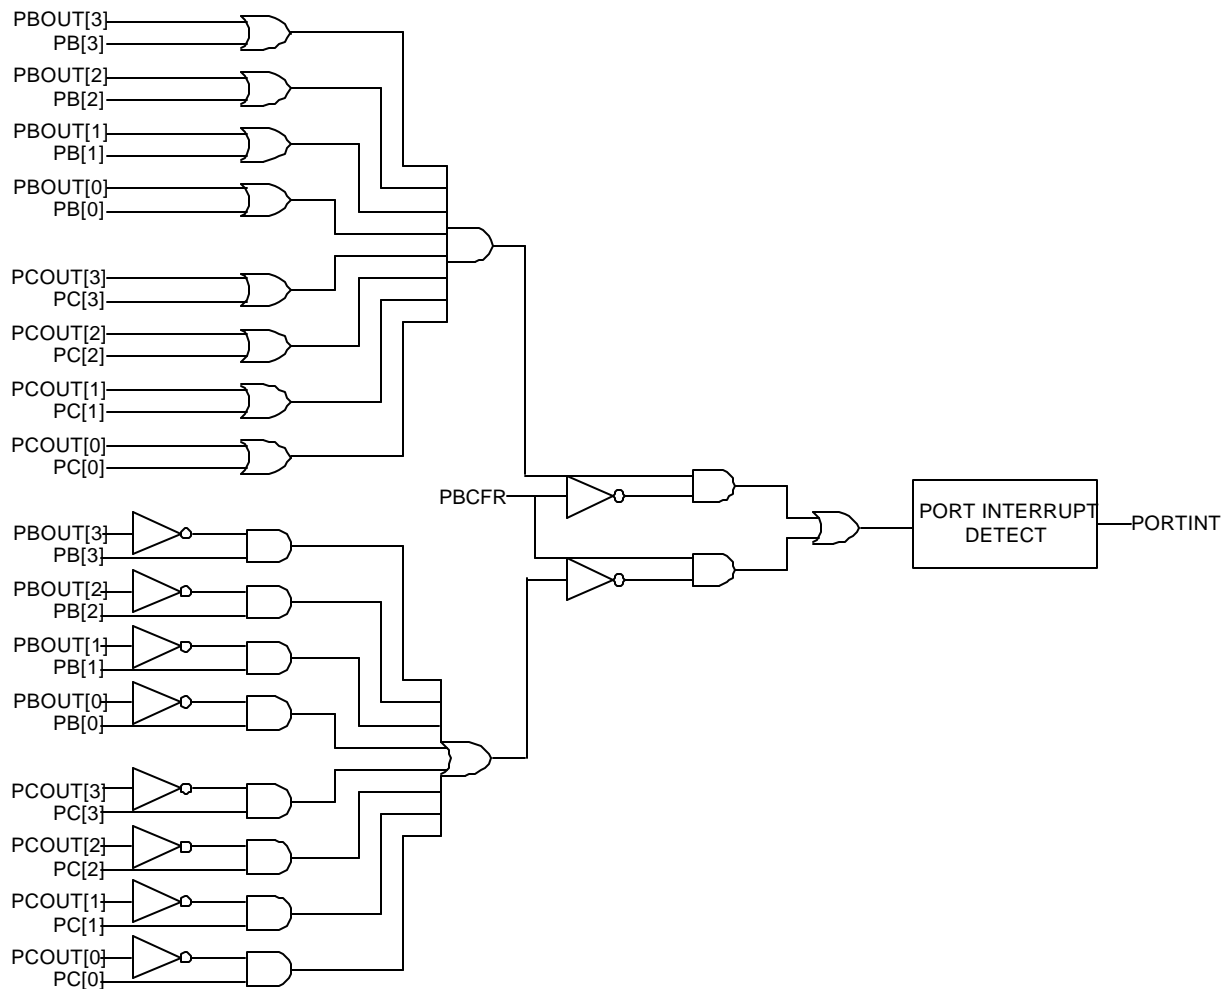 PBOUT[3]
PB[3]
PBOUT[2]
PB[2]
PBOUT[1]
PB[1]
PBOUT[0]
PB[0]
PCOUT[3]
PC[3]
PCOUT[2]
PC[2]
PCOUT[1]
PC[1]
PCOUT[0]
PC[0]
PBCFR
PORT INTERRUPT
DETECT
PORTINT
PBOUT[3]
PB[3]
PBOUT[2]
PB[2]
PBOUT[1]
PB[1]
PBOUT[0]
PB[0]
PCOUT[3]
PC[3]
PCOUT[2]
PC[2]
PCOUT[1]
PC[1]
PCOUT[0]
PC[0]